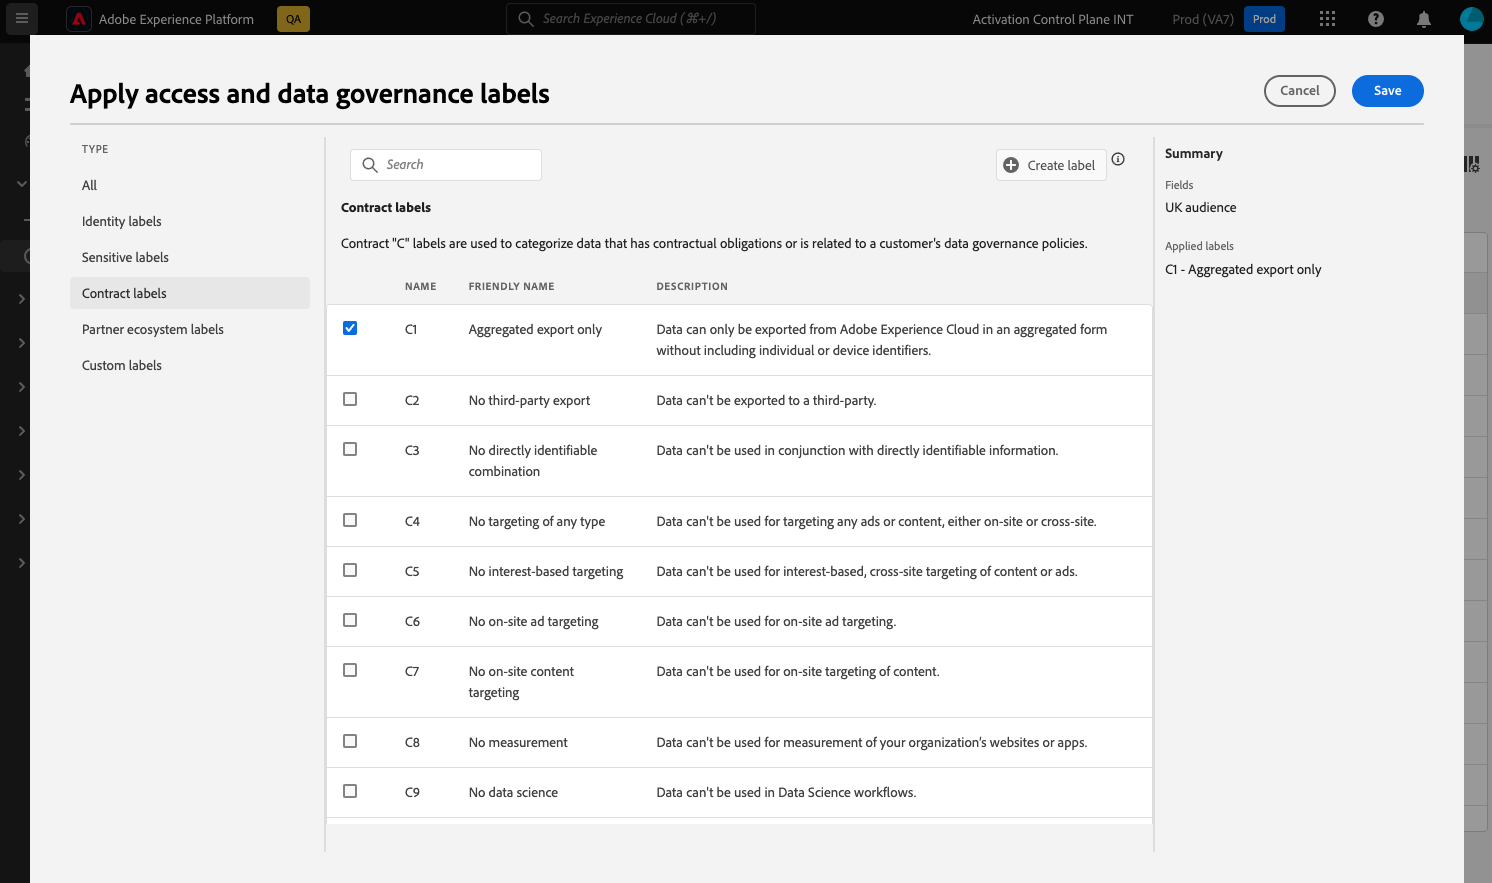 Adobe Experience Platform
QA
Search Experience Cloud (⌘+/)
Activation Control Plane INT
Prod (VA7)
Prod
Apply access and data governance labels
Cancel
Save
TYPE
All
Identity labels
Sensitive labels
Contract labels
Partner ecosystem labels
Custom labels
Search
Create label
Contract labels
Contract "C" labels are used to categorize data that has contractual obligations or is related to a customer's data governance policies.
NAME FRIENDLY NAME DESCRIPTION
C1 Aggregated export only Data can only be exported from Adobe Experience Cloud in an aggregated form
without including individual or device identifiers.
C2 No third-party export Data can't be exported to a third-party.
C3 No directly identifiable Data can't be used in conjunction with directly identifiable information.
combination
C4 No targeting of any type Data can't be used for targeting any ads or content, either on-site or cross-site.
C5 No interest-based targeting Data can't be used for interest-based, cross-site targeting of content or ads.
C6 No on-site ad targeting Data can't be used for on-site ad targeting.
C7 No on-site content Data can't be used for on-site targeting of content.
targeting
C8 No measurement Data can't be used for measurement of your organization's websites or apps.
C9 No data science Data can't be used in Data Science workflows.
Summary
Fields
UK audience
Applied labels
C1 - Aggregated export only